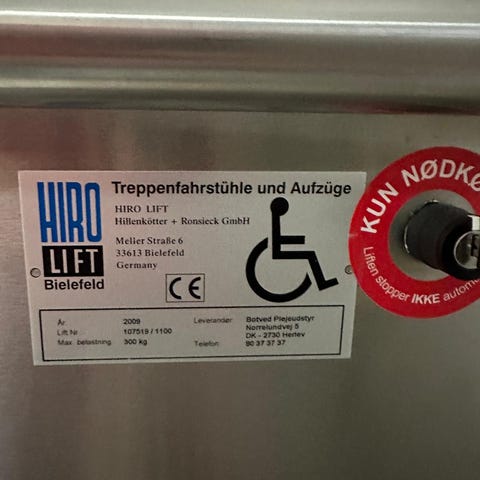 HIRO
LIFT
Bielefeld
Treppenfahrstühle und Aufzüge
HIRO LIFT
Hillenkötter + Ronsieck GmbH
Meller Straße 6
33613 Bielefeld
Germany
CE
År. 2009 Leverandør: Botved Plejeudstyr
Lift Nr. 107519 / 1100 Nørrelundvej 5
DK - 2730 Herlev
Max. belastning. 300 kg Telefon: 80 37 37 37
KUN NØDKØ
Liften stopper IKKE autom